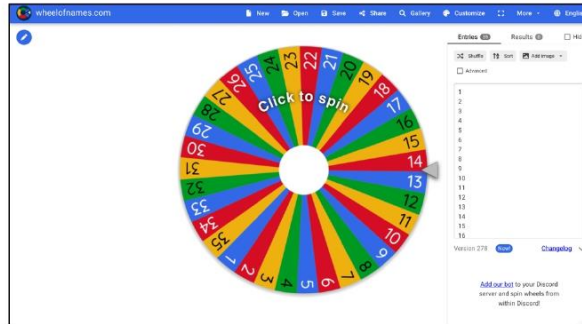 wheelofnames.com
New
Open
Save
Share
Gallery
Customize
More
English
Entries 35
Results 0
Hid
Shuffle
Sort
Add image
Advanced
1
2
3
4
5
6
7
8
9
10
11
12
13
14
15
16
Version 278
New!
Changelog
Add our bot to your Discord
server and spin wheels from
within Discord!
Click to spin
1
2
3
4
5
6
7
8
9
10
11
12
13
14
15
16
17
18
19
20
21
22
23
24
25
26
27
28
29
30
31
32
33
34
35